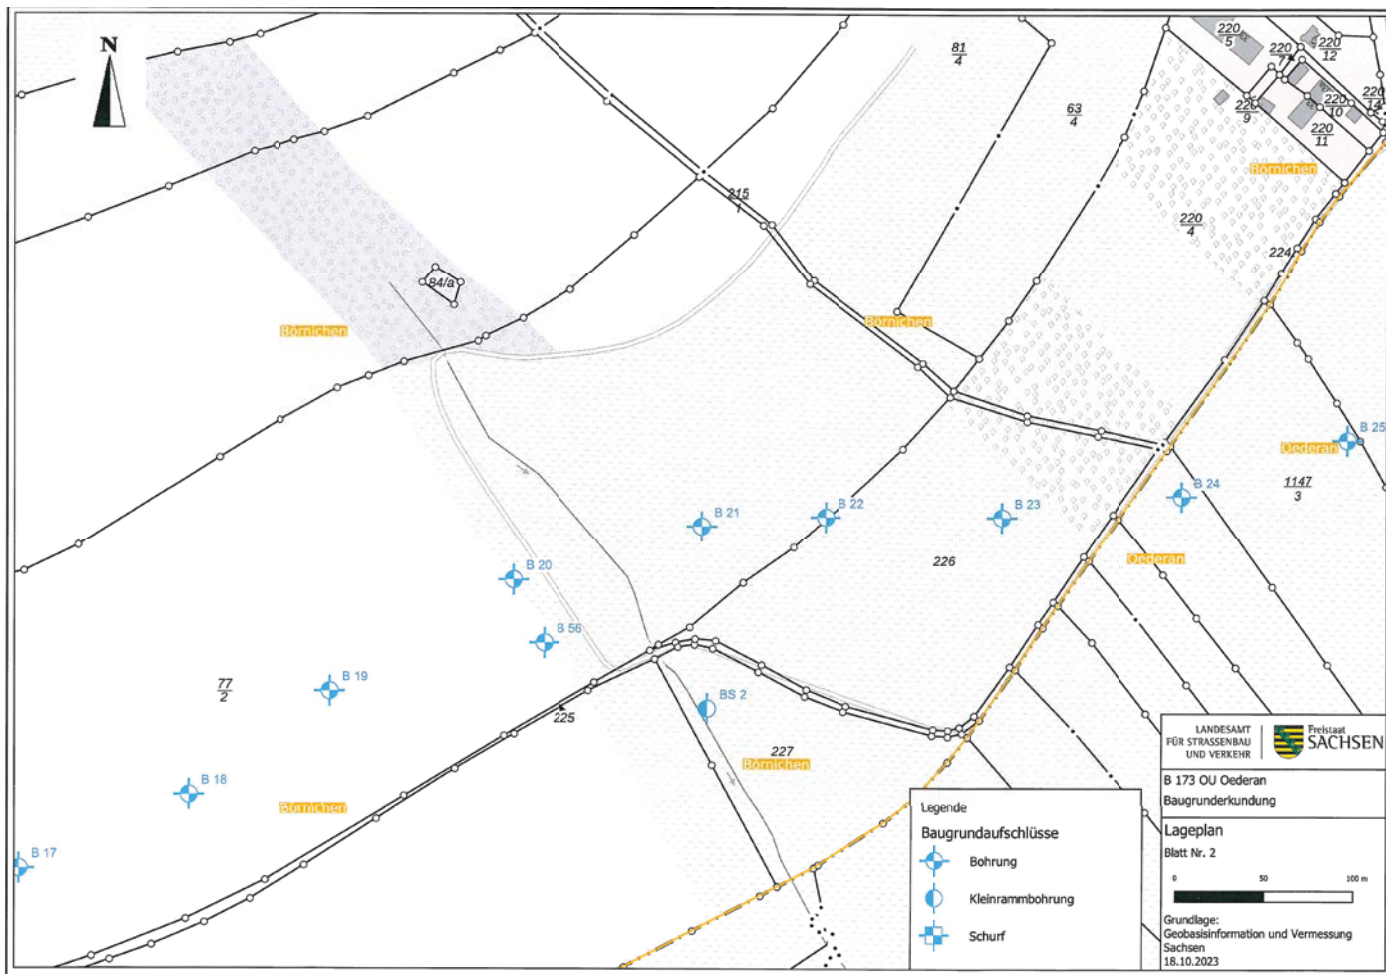 N
81
4
63
4
220
5
220
7
220
12
220
9
220
10
220
14
220
11
Börnichen
215
1
220
4
224
84/a
Börnichen
Börnichen
B 25
Oederan
1147
3
B 24
B 21
B 22
B 23
Oederan
226
B 20
B 56
77
2
B 19
BS 2
225
227
Börnichen
B 18
Börnichen
B 17
Legende
Baugrundaufschlüsse
Bohrung
Kleinrammbohrung
Schurf
LANDESAMT
FÜR STRASSENBAU
UND VERKEHR
Freistaat
SACHSEN
B 173 OU Oederan
Baugrunderkundung
Lageplan
Blatt Nr. 2
0 50 100 m
Grundlage:
Geobasisinformation und Vermessung
Sachsen
18.10.2023